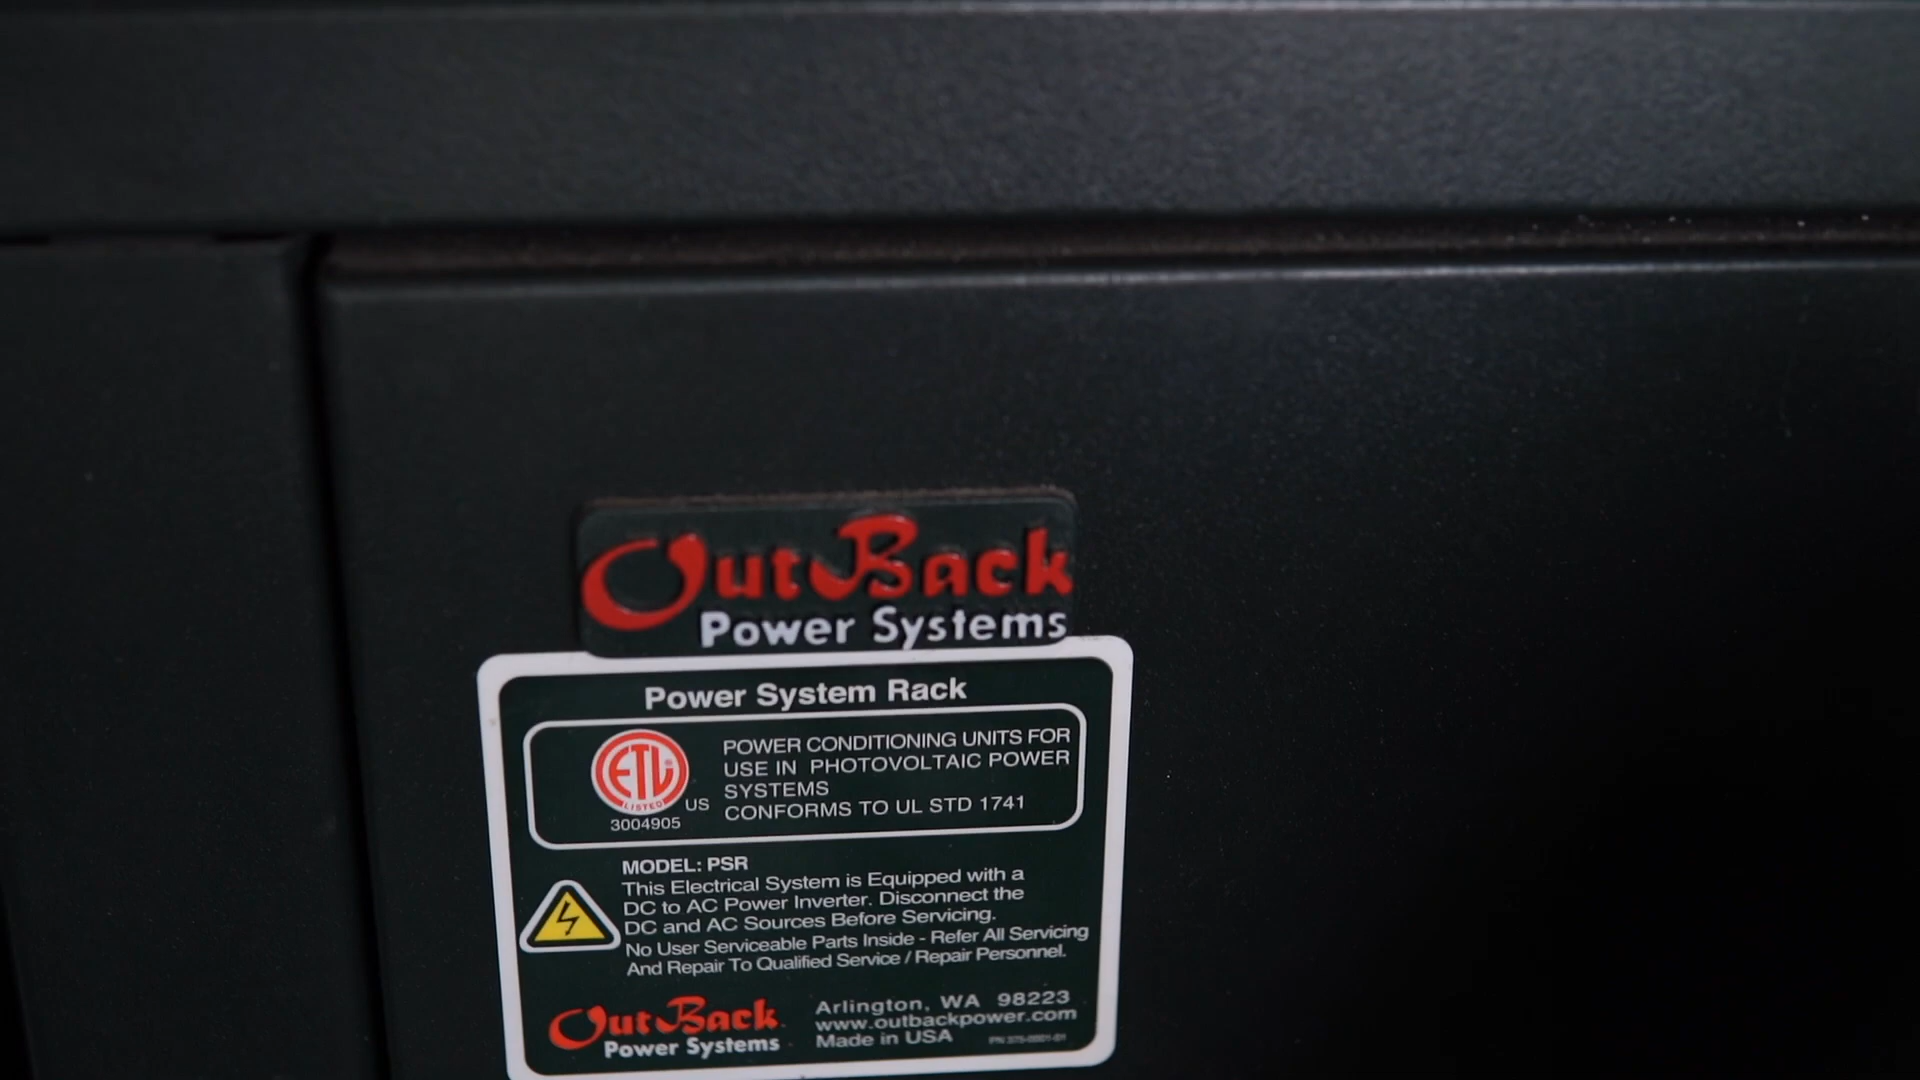 OutBack
Power Systems
Power System Rack
ETL
LISTED
US
3004905
POWER CONDITIONING UNITS FOR
USE IN PHOTOVOLTAIC POWER
SYSTEMS
CONFORMS TO UL STD 1741
MODEL: PSR
This Electrical System is Equipped with a
DC to AC Power Inverter. Disconnect the
DC and AC Sources Before Servicing.
No User Serviceable Parts Inside - Refer All Servicing
And Repair To Qualified Service / Repair Personnel.
OutBack
Power Systems
Arlington, WA 98223
www.outbackpower.com
Made in USA